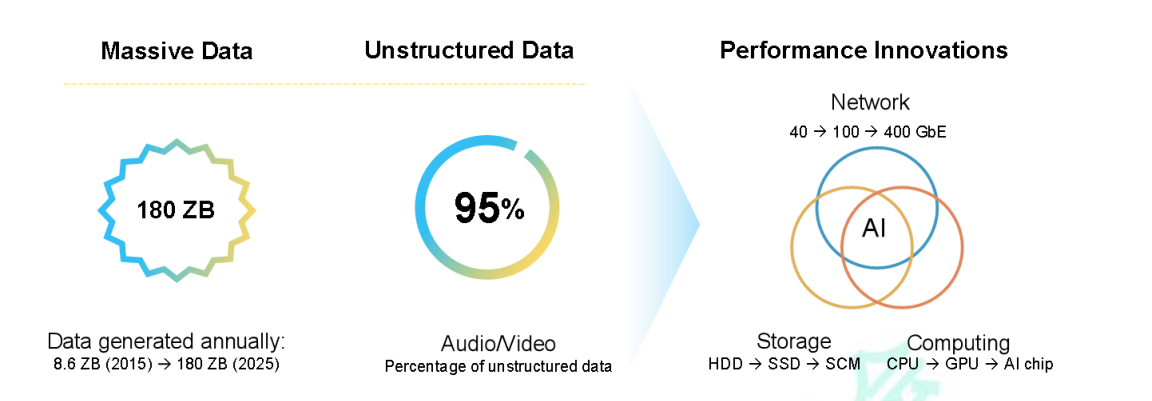 Massive Data
180 ZB
Data generated annually:
8.6 ZB (2015) → 180 ZB (2025)
Unstructured Data
95%
Audio/Video
Percentage of unstructured data
Performance Innovations
Network
40 → 100 → 400 GbE
AI
Storage
HDD → SSD → SCM
Computing
CPU → GPU → AI chip